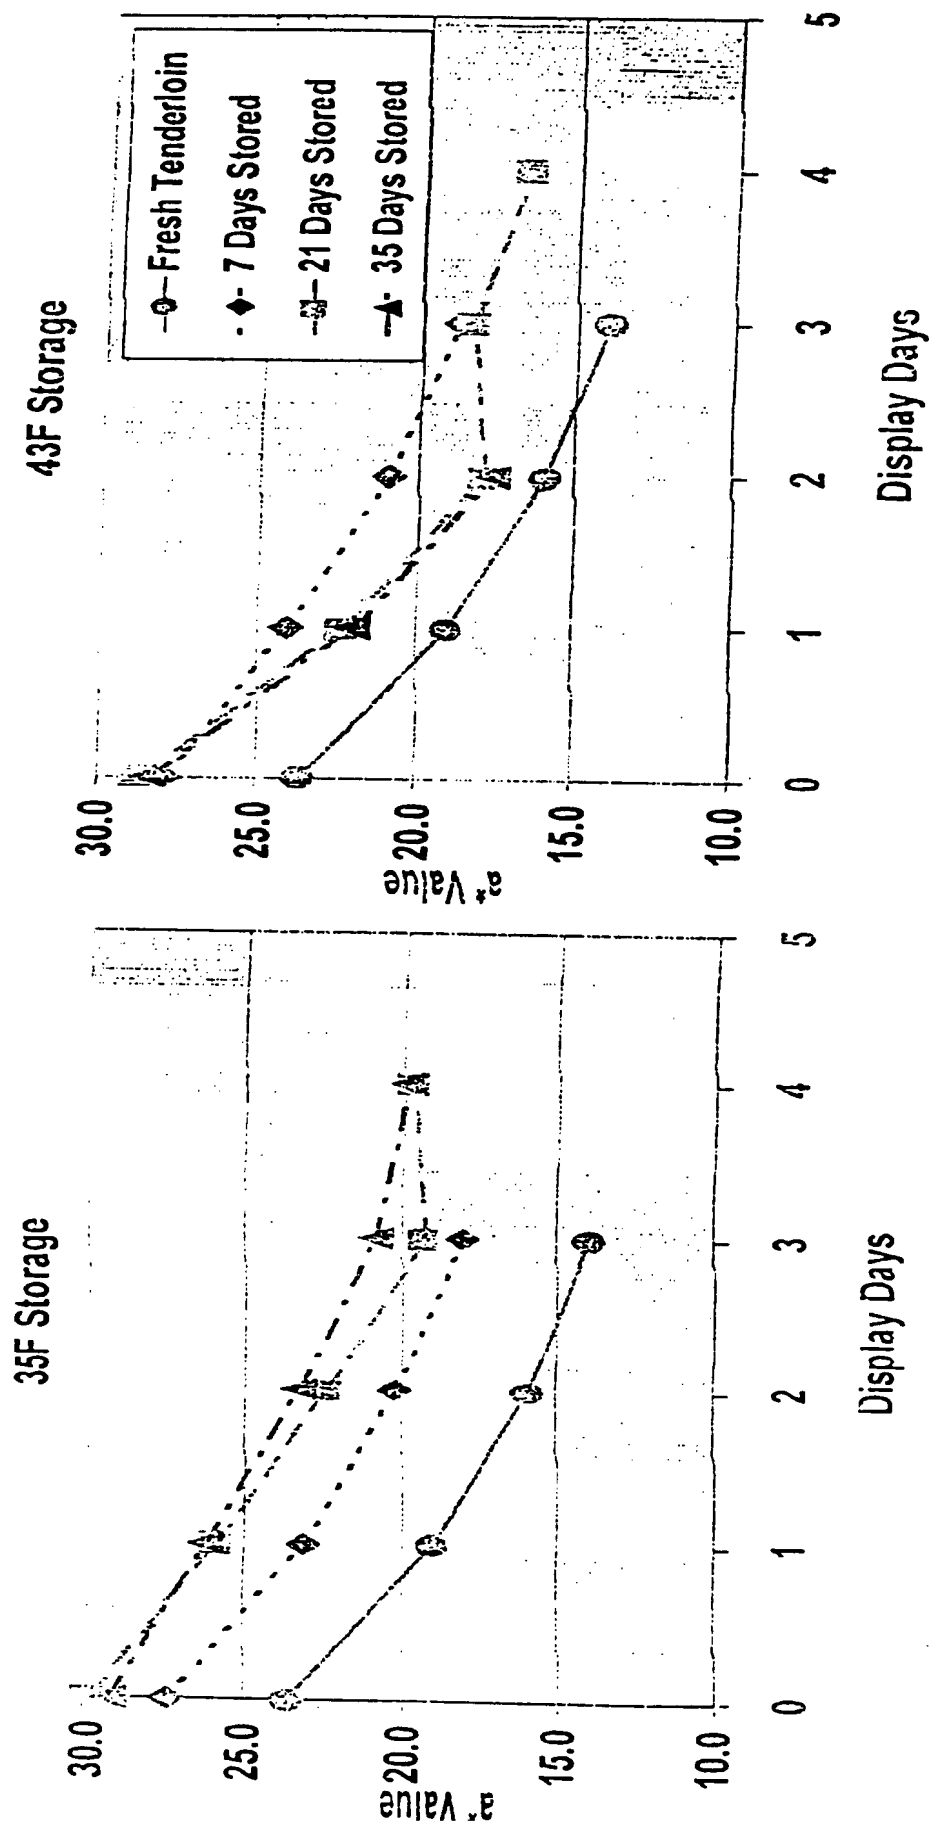 35F Storage
30.0
25.0
20.0
15.0
10.0
a* Value
0 1 2 3 4 5
Display Days
43F Storage
30.0
25.0
20.0
15.0
10.0
a* Value
0 1 2 3 4 5
Display Days
Fresh Tenderloin
7 Days Stored
21 Days Stored
35 Days Stored